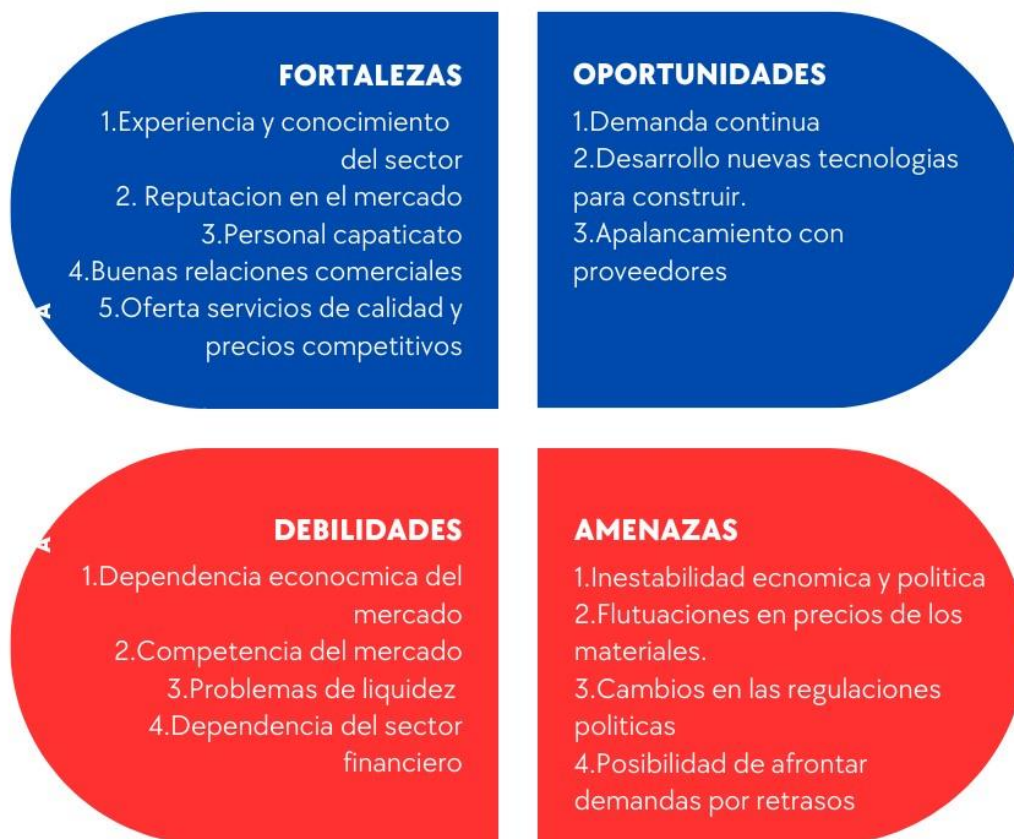 FORTALEZAS
1.Experiencia y conocimiento
del sector
2. Reputacion en el mercado
3.Personal capaticato
4.Buenas relaciones comerciales
5.Oferta servicios de calidad y
precios competitivos
A
OPORTUNIDADES
1.Demanda continua
2.Desarrollo nuevas tecnologias
para construir.
3.Apalancamiento con
proveedores
DEBILIDADES
1.Dependencia econocmica del
mercado
2.Competencia del mercado
3.Problemas de liquidez
4.Dependencia del sector
financiero
A
AMENAZAS
1.Inestabilidad ecnomica y politica
2.Flutuaciones en precios de los
materiales.
3.Cambios en las regulaciones
politicas
4.Posibilidad de afrontar
demandas por retrasos